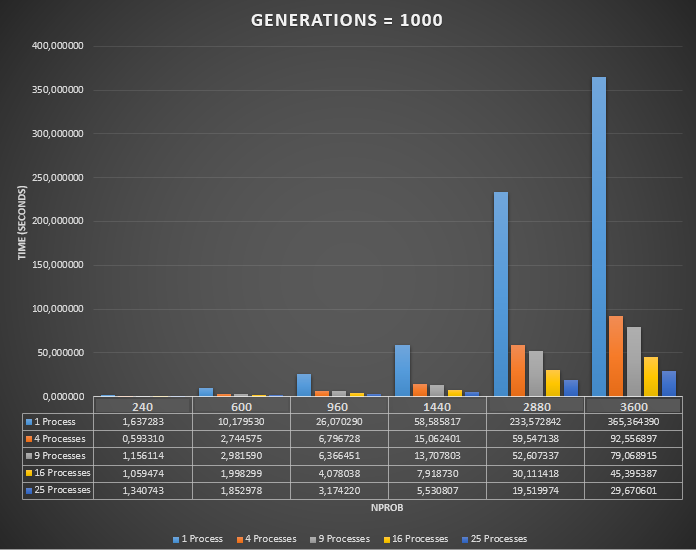 GENERATIONS = 1000
400,000000
350,000000
300,000000
250,000000
200,000000
150,000000
100,000000
50,000000
0,000000
TIME (SECONDS)
240 600 960 1440 2880 3600
1 Process 1,637283 10,179530 26,070290 58,585817 233,572842 365,364390
4 Processes 0,593310 2,744575 6,796728 15,062401 59,547138 92,556897
9 Processes 1,156114 2,981590 6,366451 13,707803 52,607337 79,068915
16 Processes 1,059474 1,998299 4,078038 7,918730 30,111418 45,395387
25 Processes 1,340743 1,852978 3,174220 5,530807 19,519974 29,670601
NPROB
1 Process 4 Processes 9 Processes 16 Processes 25 Processes